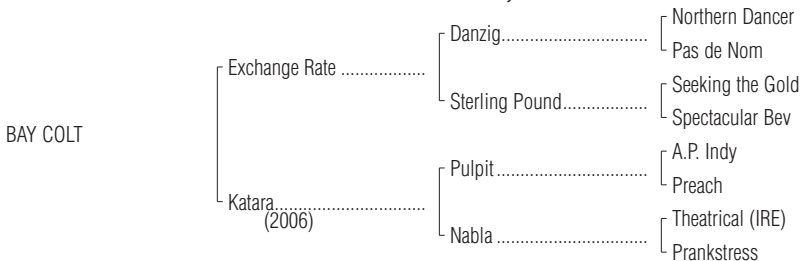 Northern Dancer
Danzig..................................
Pas de Nom
Exchange Rate ..................
Seeking the Gold
Sterling Pound....................
Spectacular Bev
BAY COLT
A.P. Indy
Pulpit ...................................
Preach
Katara................................
(2006)
Theatrical (IRE)
Nabla ...................................
Prankstress